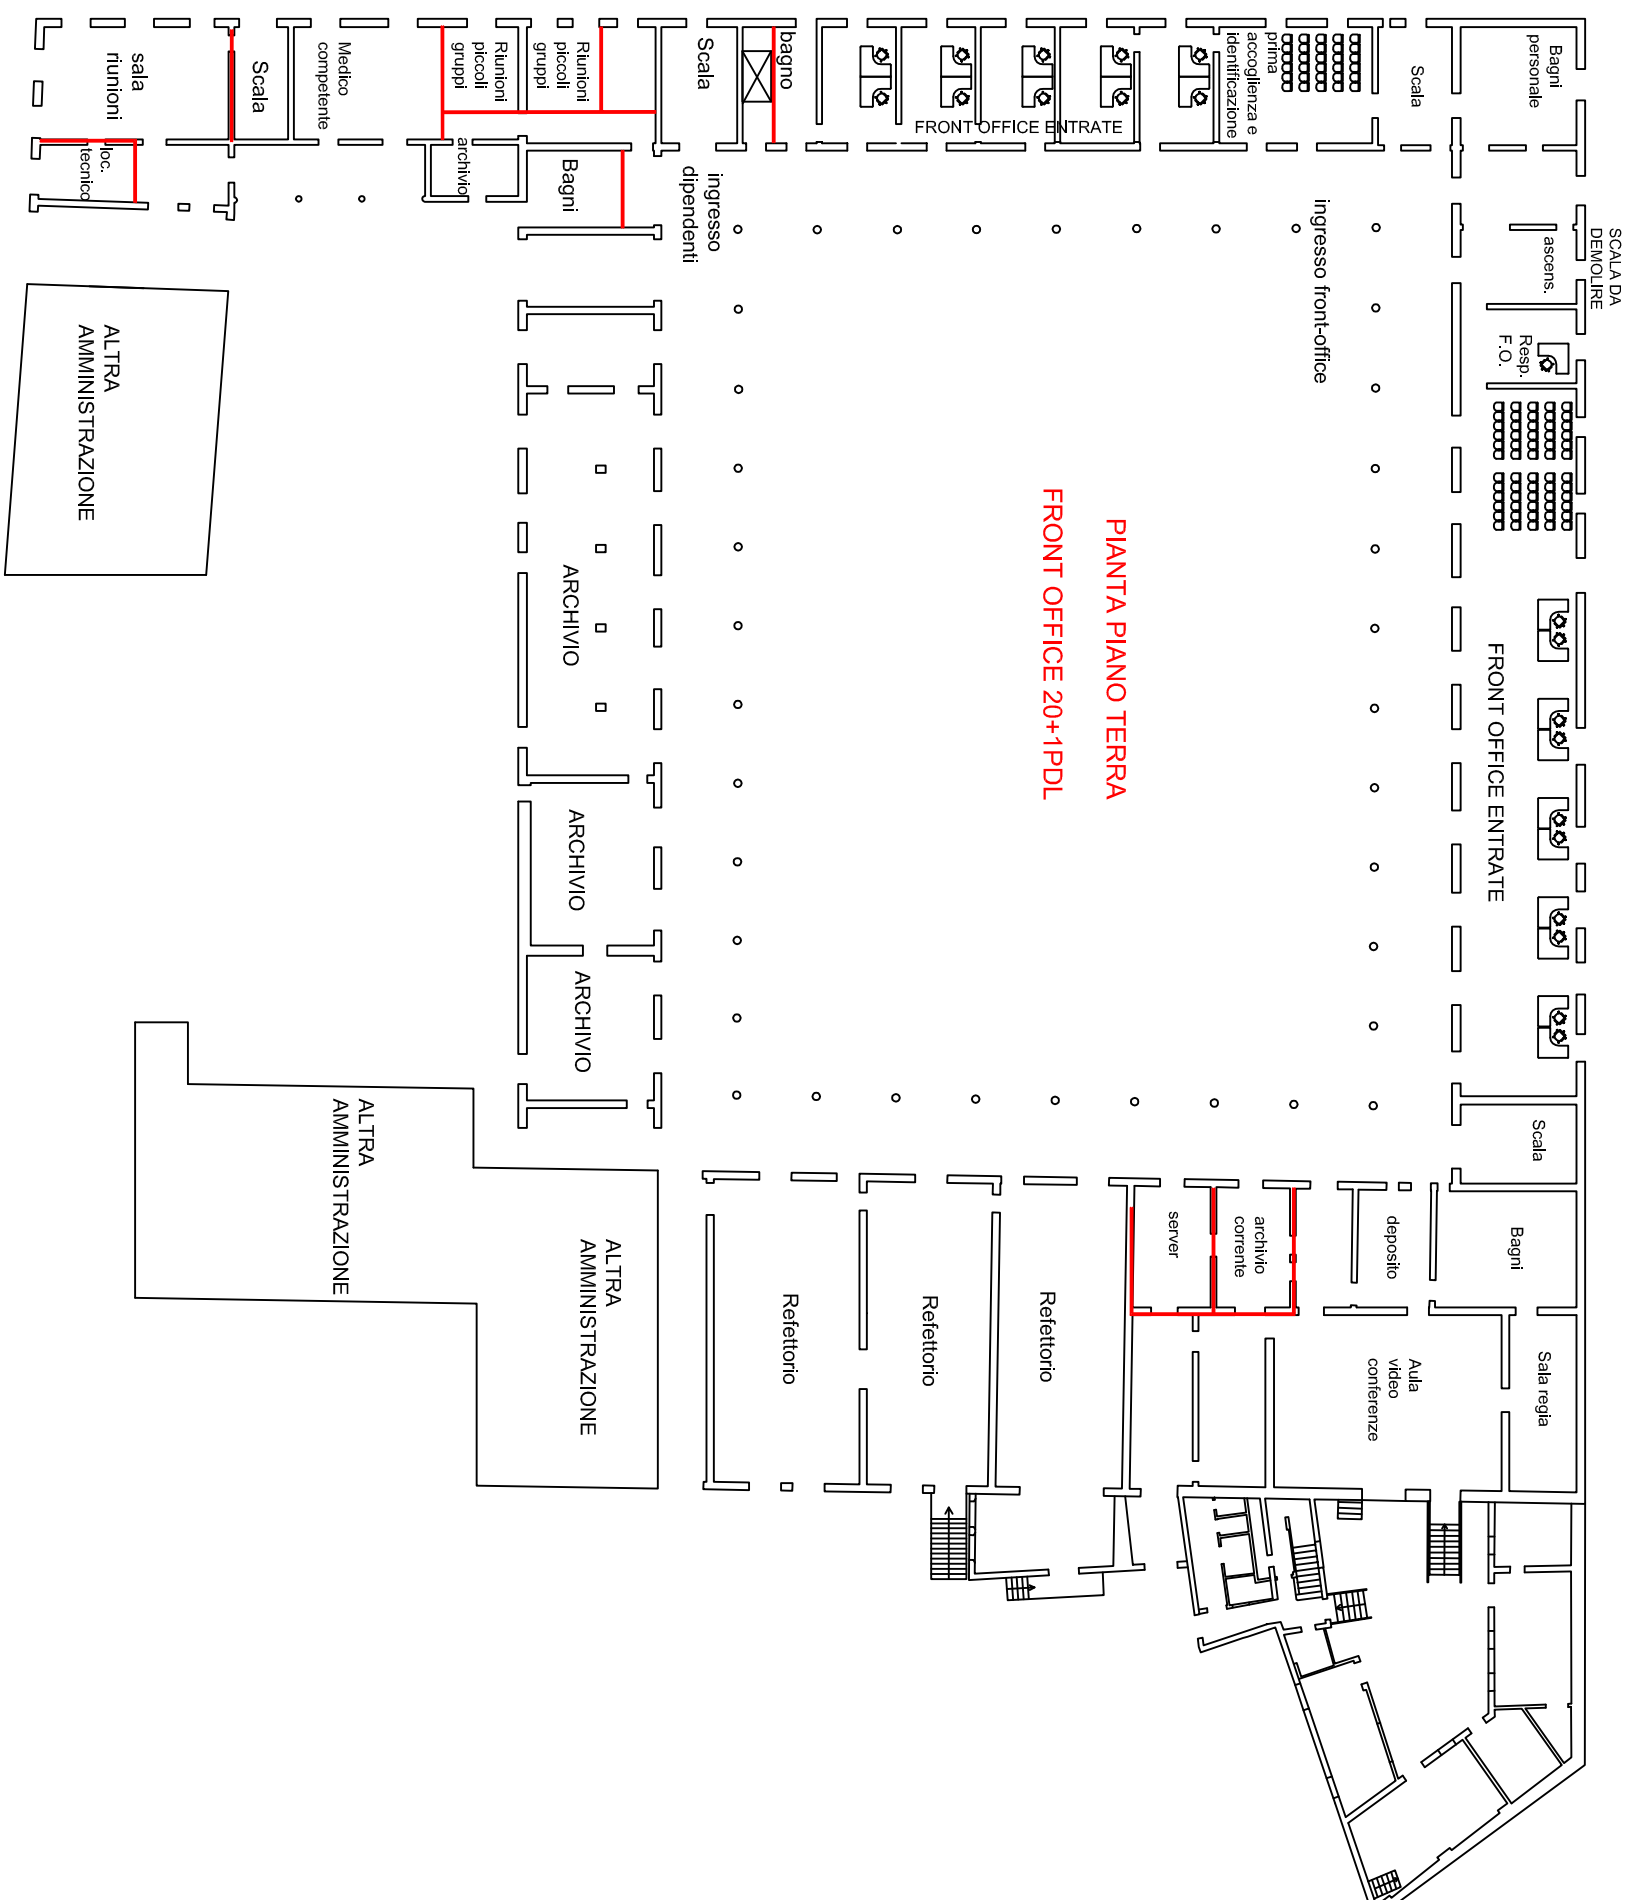 sala
riunioni
Scala
Medico
competente
Riunioni
piccoli
gruppi
Riunioni
piccoli
gruppi
Scala
bagno
FRONT OFFICE ENTRATE
prima
accoglienza e
identificazione
Scala
Bagni
personale
loc.
tecnico
archivio
Bagni
ingresso
dipendenti
ingresso front-office
ascens.
SCALA DA
DEMOLIRE
Resp.
F.O.
ALTRA
AMMINISTRAZIONE
PIANTA PIANO TERRA
FRONT OFFICE 20+1PDL
ARCHIVIO
FRONT OFFICE ENTRATE
ARCHIVIO
ARCHIVIO
ALTRA
AMMINISTRAZIONE
ALTRA
AMMINISTRAZIONE
Scala
server
archivio
corrente
deposito
Bagni
Refettorio
Refettorio
Refettorio
Aula
video
conferenze
Sala regia